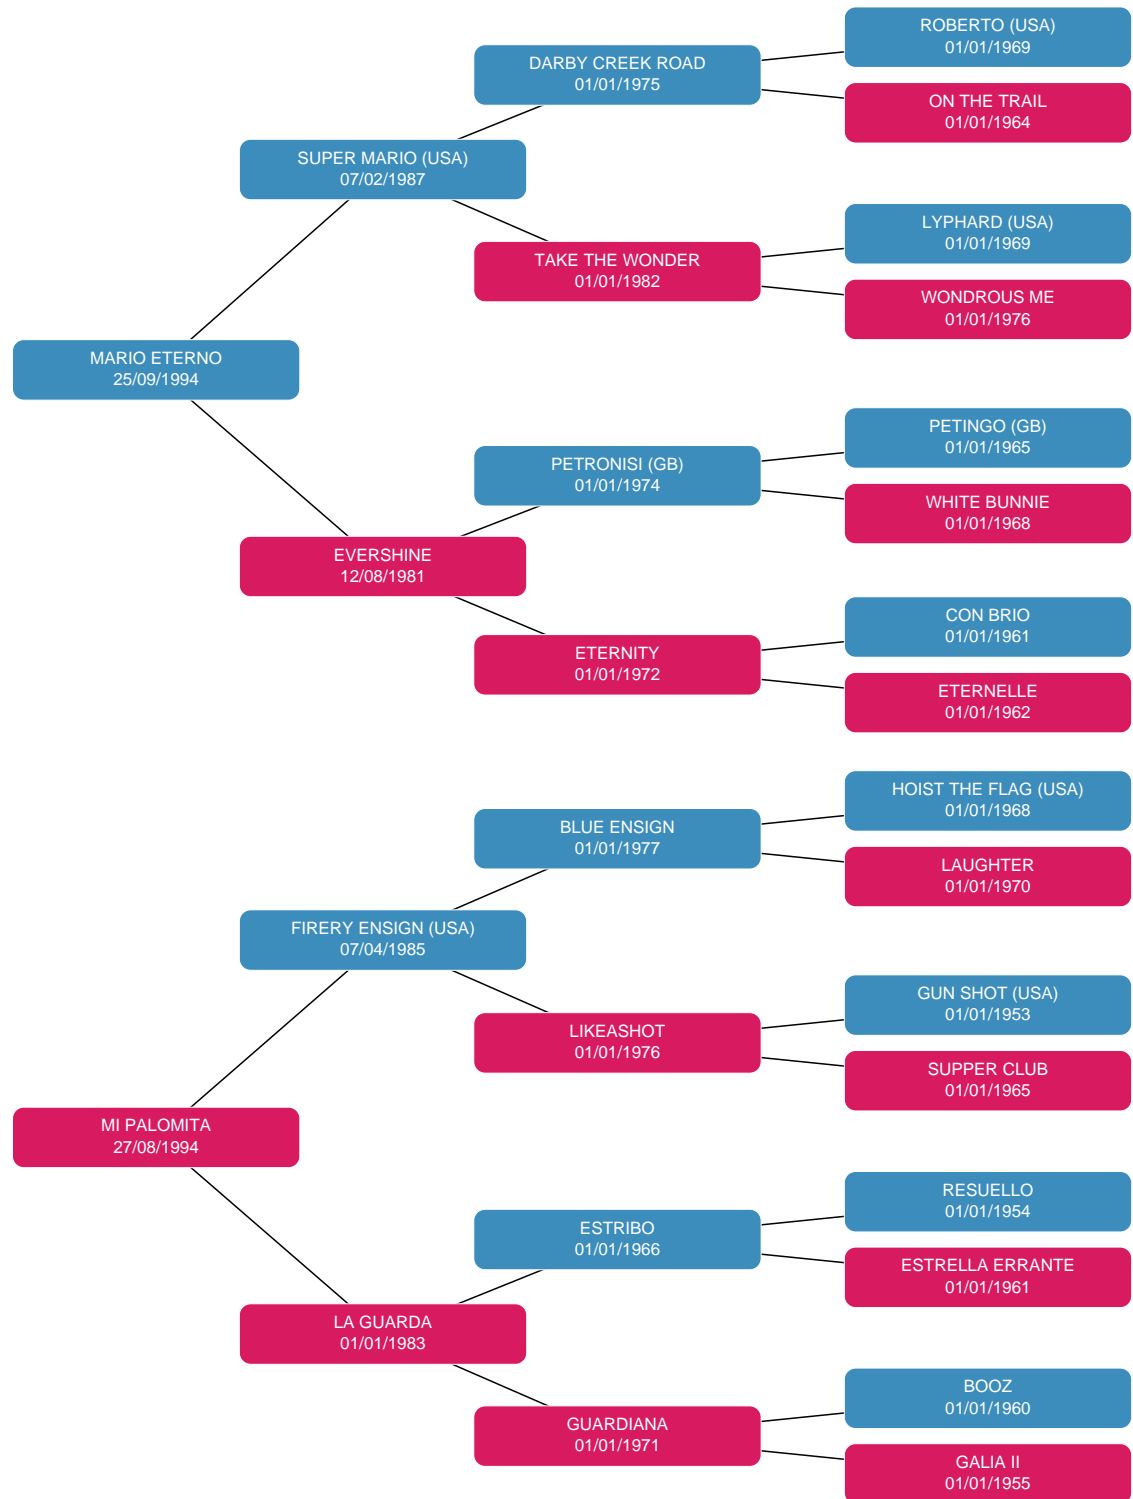 ROBERTO (USA)
01/01/1969
DARBY CREEK ROAD
01/01/1975
ON THE TRAIL
01/01/1964
SUPER MARIO (USA)
07/02/1987
LYPHARD (USA)
01/01/1969
TAKE THE WONDER
01/01/1982
WONDROUS ME
01/01/1976
MARIO ETERNO
25/09/1994
PETINGO (GB)
01/01/1965
PETRONISI (GB)
01/01/1974
WHITE BUNNIE
01/01/1968
EVERSHINE
12/08/1981
CON BRIO
01/01/1961
ETERNITY
01/01/1972
ETERNELLE
01/01/1962
HOIST THE FLAG (USA)
01/01/1968
BLUE ENSIGN
01/01/1977
LAUGHTER
01/01/1970
FIRERY ENSIGN (USA)
07/04/1985
GUN SHOT (USA)
01/01/1953
LIKEASHOT
01/01/1976
SUPPER CLUB
01/01/1965
MI PALOMITA
27/08/1994
RESUELLO
01/01/1954
ESTRIBO
01/01/1966
ESTRELLA ERRANTE
01/01/1961
LA GUARDA
01/01/1983
BOOZ
01/01/1960
GUARDIANA
01/01/1971
GALIA II
01/01/1955